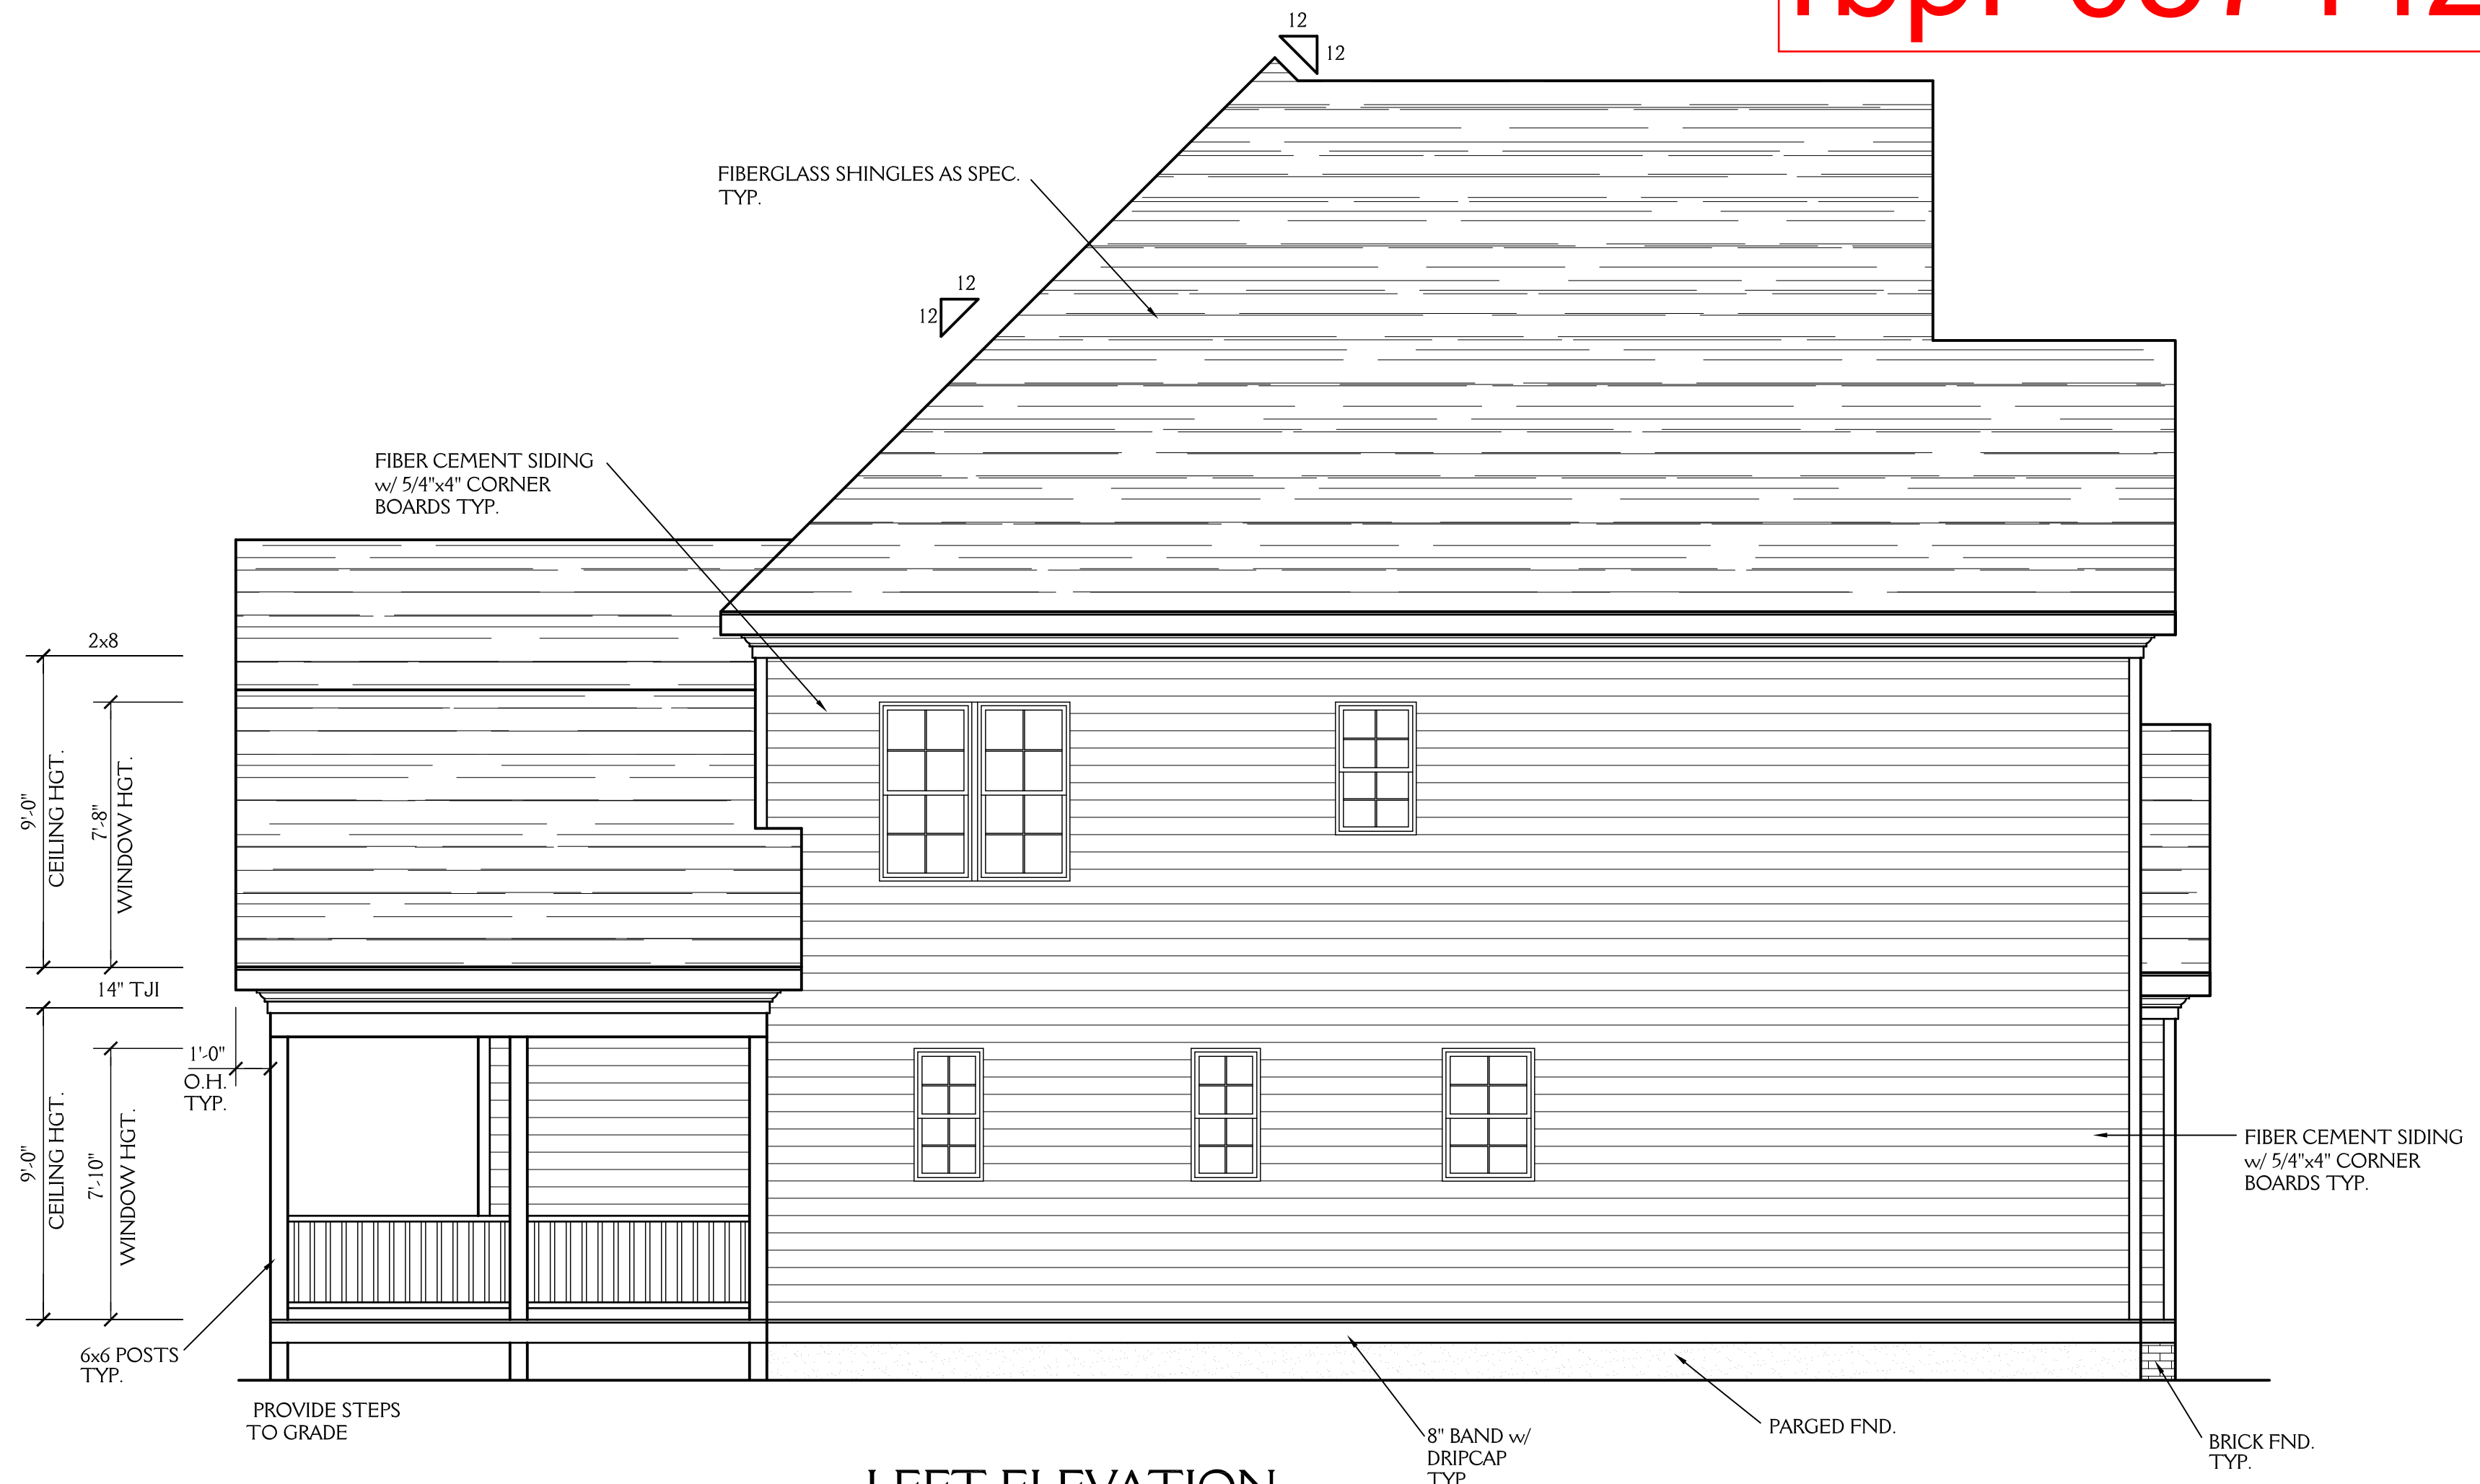 12
12
FIBERGLASS SHINGLES AS SPEC.
TYP.
12
12
FIBER CEMENT SIDING
w/ 5/4"x4" CORNER
BOARDS TYP.
2x8
9'-0"
CEILING HGT.
7'-8"
WINDOW HGT.
14" TJI
1'-0"
O.H.
TYP.
9'-0"
CEILING HGT.
7'-10"
WINDOW HGT.
FIBER CEMENT SIDING
w/ 5/4"x4" CORNER
BOARDS TYP.
6x6 POSTS
TYP.
PROVIDE STEPS
TO GRADE
8" BAND w/
DRIPCAP
TYP
PARGED FND.
BRICK FND.
TYP.
LEFT ELEVATION